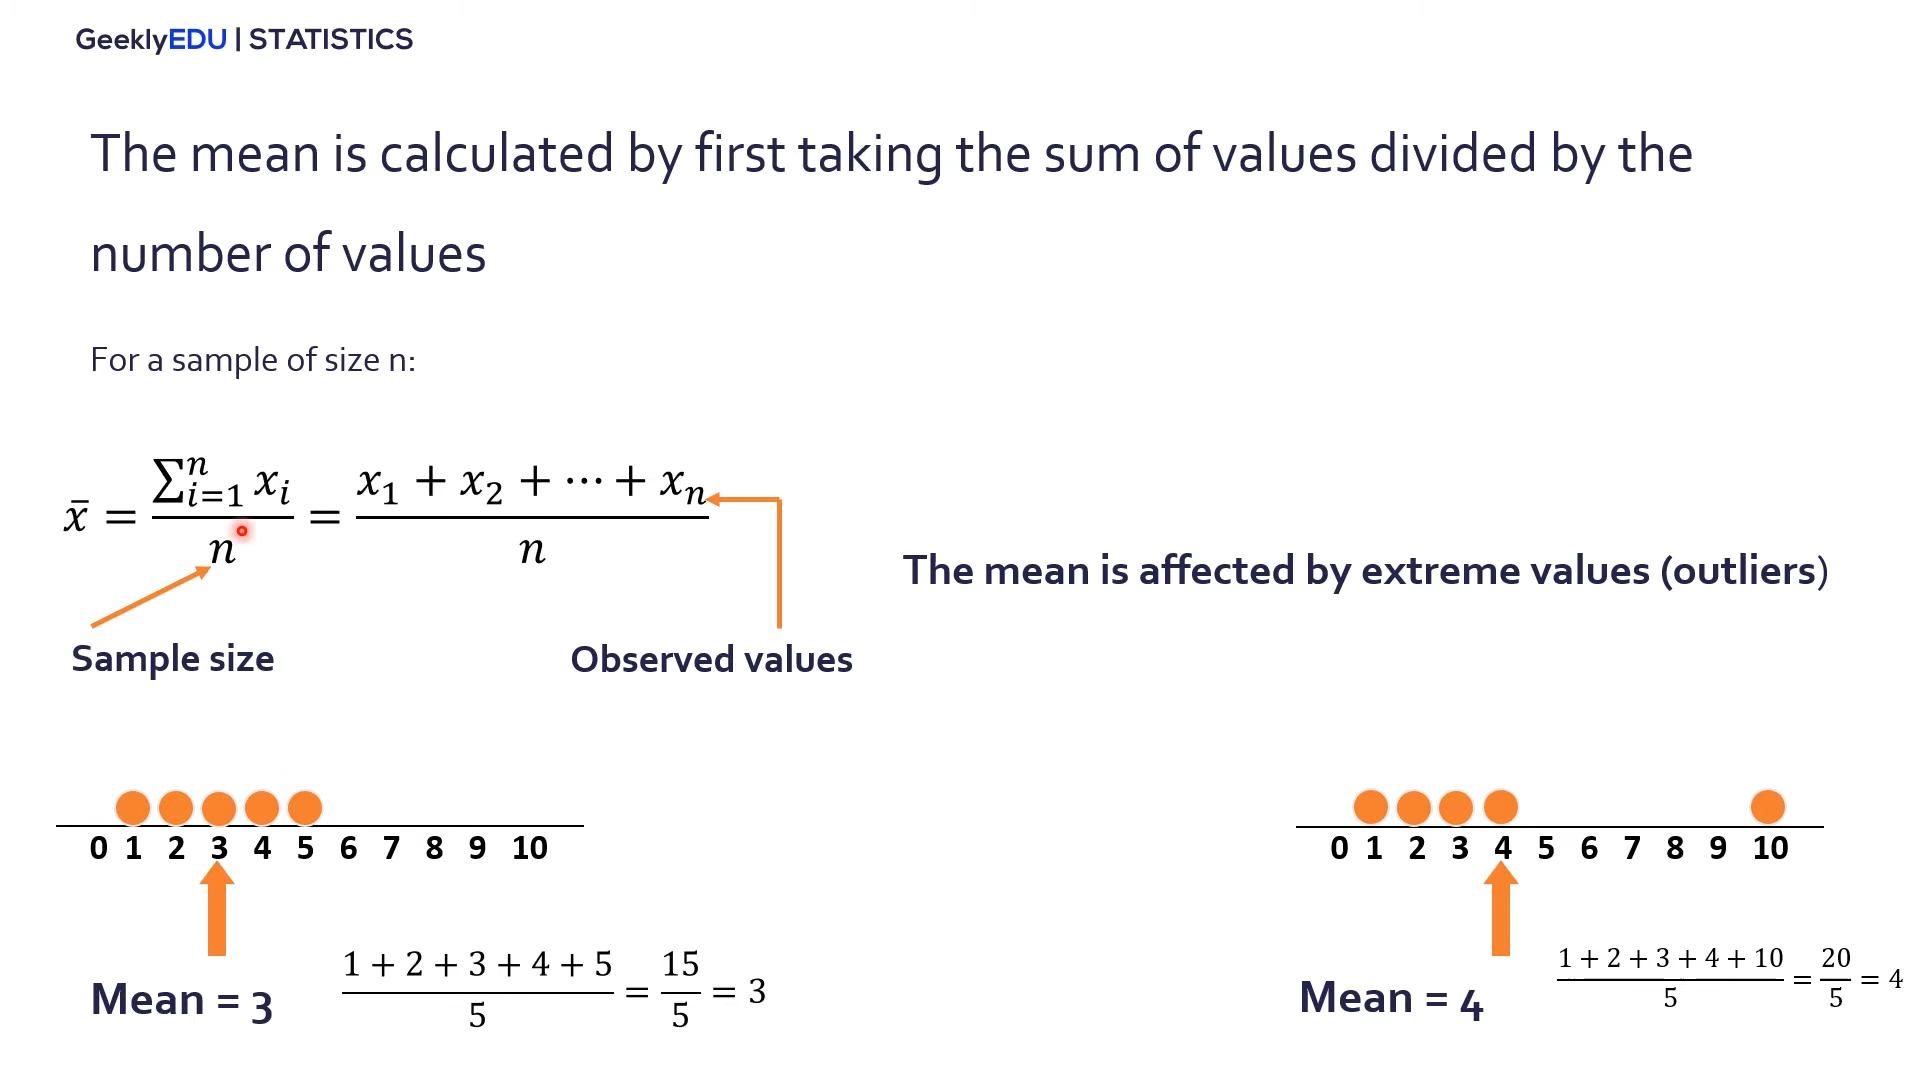 GeeklyEDU | STATISTICS
The mean is calculated by first taking the sum of values divided by the
number of values
For a sample of size n:
x̄ = ∑ᵢ₌₁ⁿ xᵢ / n = x₁ + x₂ + ⋯ + xₙ / n
The mean is affected by extreme values (outliers)
Sample size
Observed values
0 1 2 3 4 5 6 7 8 9 10
Mean = 3
1 + 2 + 3 + 4 + 5 / 5 = 15 / 5 = 3
0 1 2 3 4 5 6 7 8 9 10
Mean = 4
1 + 2 + 3 + 4 + 10 / 5 = 20 / 5 = 4